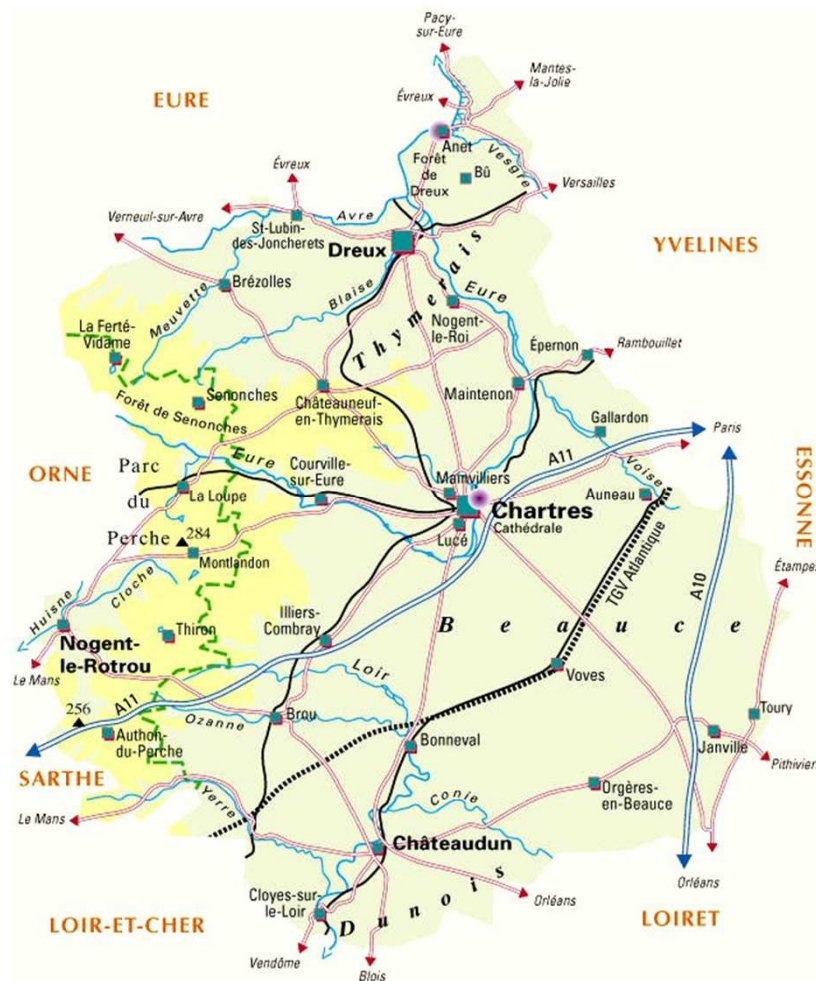 Pacy-
sur-Eure
Mantes-
la-Jolie
EURE
Évreux
Anet
Vesgre
Évreux
Forêt
de
Dreux
Bû
Versailles
Verneuil-sur-Avre
Avre
St-Lubin-
des-Joncherets
Dreux
YVELINES
Brézolles
Meuvette
Blaise
Thymerais
Eure
Nogent-
le-Roi
La Ferté-
Vidame
Épernon
Rambouillet
Senonches
Forêt de Senonches
Châteauneuf-
en-Thymerais
Maintenon
Gallardon
Paris
A11
Voise
ORNE
Parc
du
Perche
Eure
Courville-
sur-Eure
Mainvilliers
La Loupe
Auneau
ESSONNE
Chartres
Cathédrale
Lucé
284
Montlandon
TGV Atlantique
A10
Étampes
Huisne
Cloche
Thiron
Illiers-
Combray
Beauce
Nogent-
le-Rotrou
Le Mans
Loir
Voves
A11
256
Ozanne
Brou
Toury
Authon-
du-Perche
Bonneval
Janville
Pithiviers
SARTHE
Orgères-
en-Beauce
Le Mans
Yerre
Conie
Châteaudun
Orléans
Cloyes-sur-
le-Loir
Dunois
Orléans
LOIR-ET-CHER
LOIRET
Vendôme
Blois